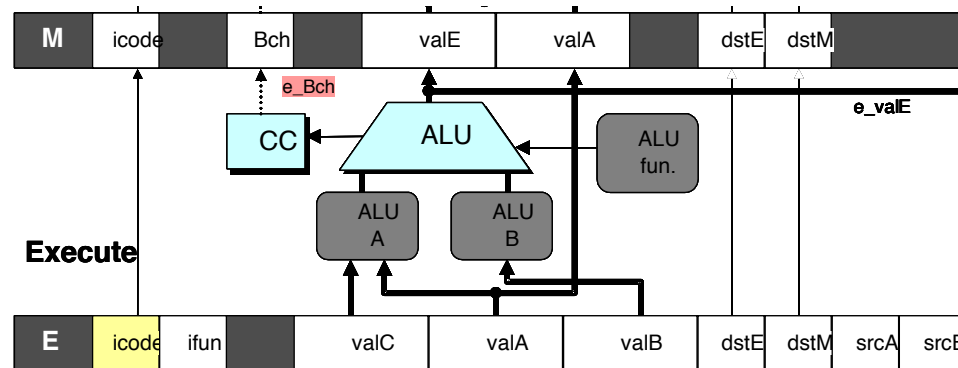 M icode Bch valE valA dstE dstM
e_Bch
e_valE
CC ALU ALU
fun.
ALU ALU
A B
Execute
E icode ifun valC valA valB dstE dstM srcA srcB